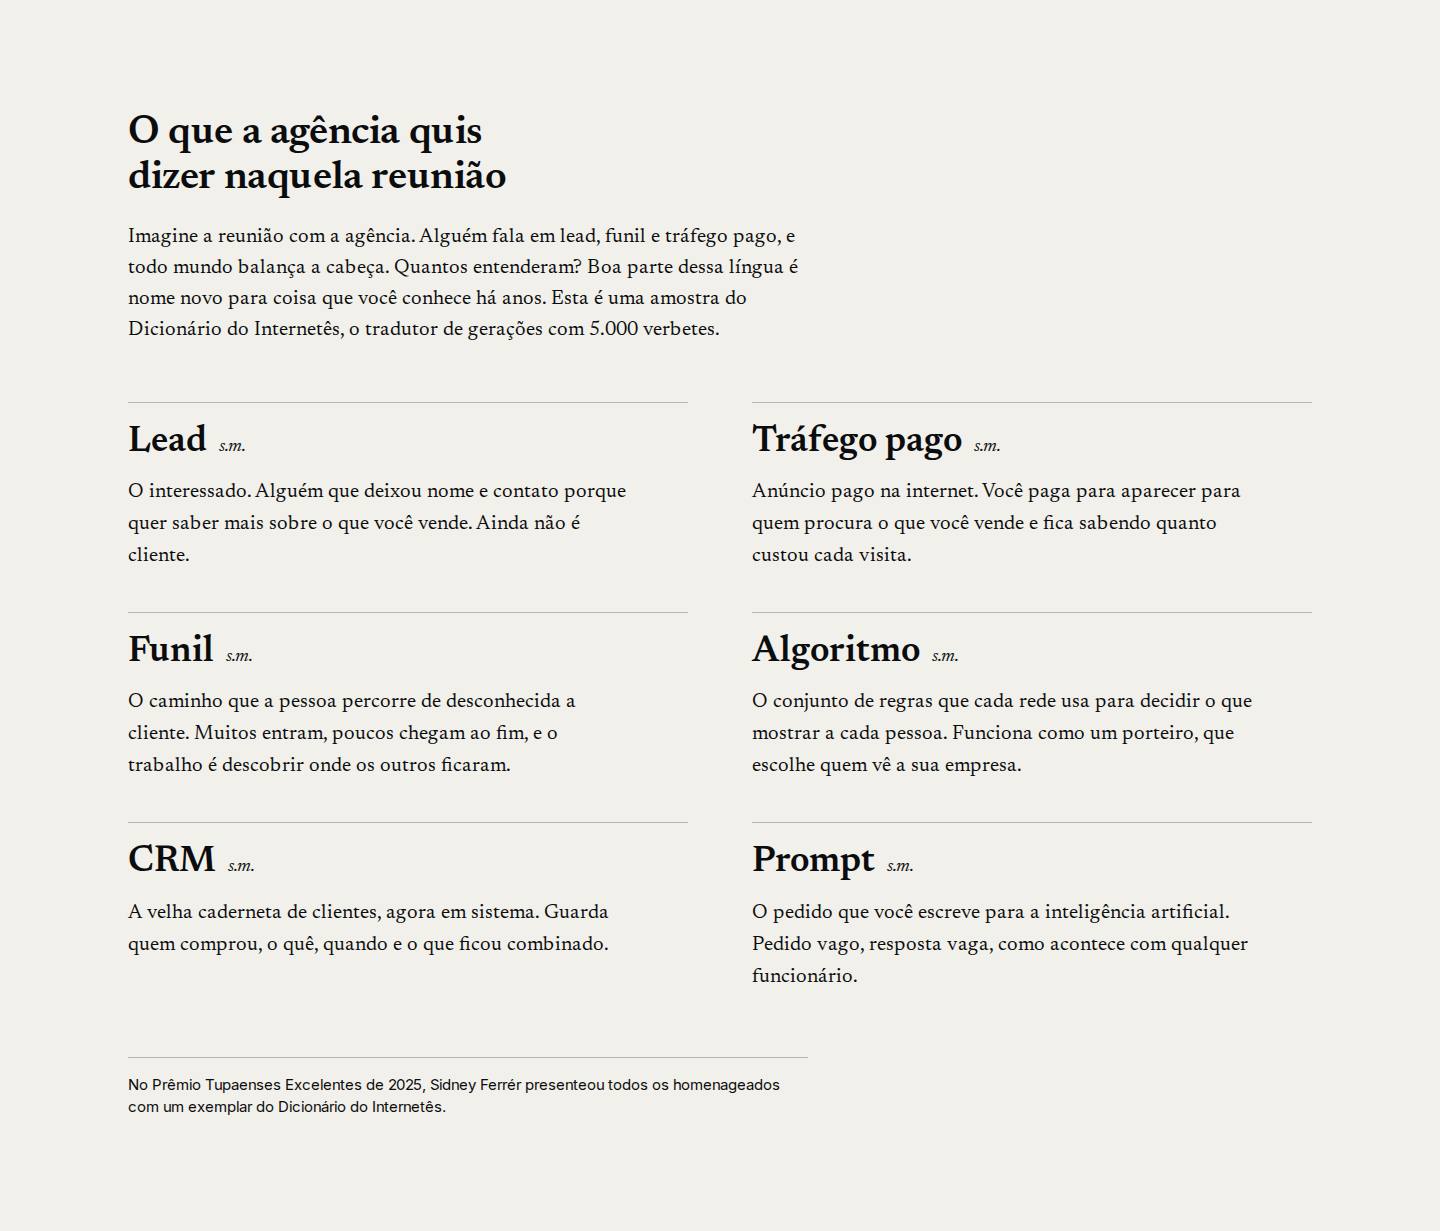 O que a agência quis
dizer naquela reunião
Imagine a reunião com a agência. Alguém fala em lead, funil e tráfego pago, e
todo mundo balança a cabeça. Quantos entenderam? Boa parte dessa língua é
nome novo para coisa que você conhece há anos. Esta é uma amostra do
Dicionário do Internetês, o tradutor de gerações com 5.000 verbetes.
Lead s.m.
O interessado. Alguém que deixou nome e contato porque
quer saber mais sobre o que você vende. Ainda não é
cliente.
Tráfego pago s.m.
Anúncio pago na internet. Você paga para aparecer para
quem procura o que você vende e fica sabendo quanto
custou cada visita.
Funil s.m.
O caminho que a pessoa percorre de desconhecida a
cliente. Muitos entram, poucos chegam ao fim, e o
trabalho é descobrir onde os outros ficaram.
Algoritmo s.m.
O conjunto de regras que cada rede usa para decidir o que
mostrar a cada pessoa. Funciona como um porteiro, que
escolhe quem vê a sua empresa.
CRM s.m.
A velha caderneta de clientes, agora em sistema. Guarda
quem comprou, o quê, quando e o que ficou combinado.
Prompt s.m.
O pedido que você escreve para a inteligência artificial.
Pedido vago, resposta vaga, como acontece com qualquer
funcionário.
No Prêmio Tupaenses Excelentes de 2025, Sidney Ferrér presenteou todos os homenageados
com um exemplar do Dicionário do Internetês.